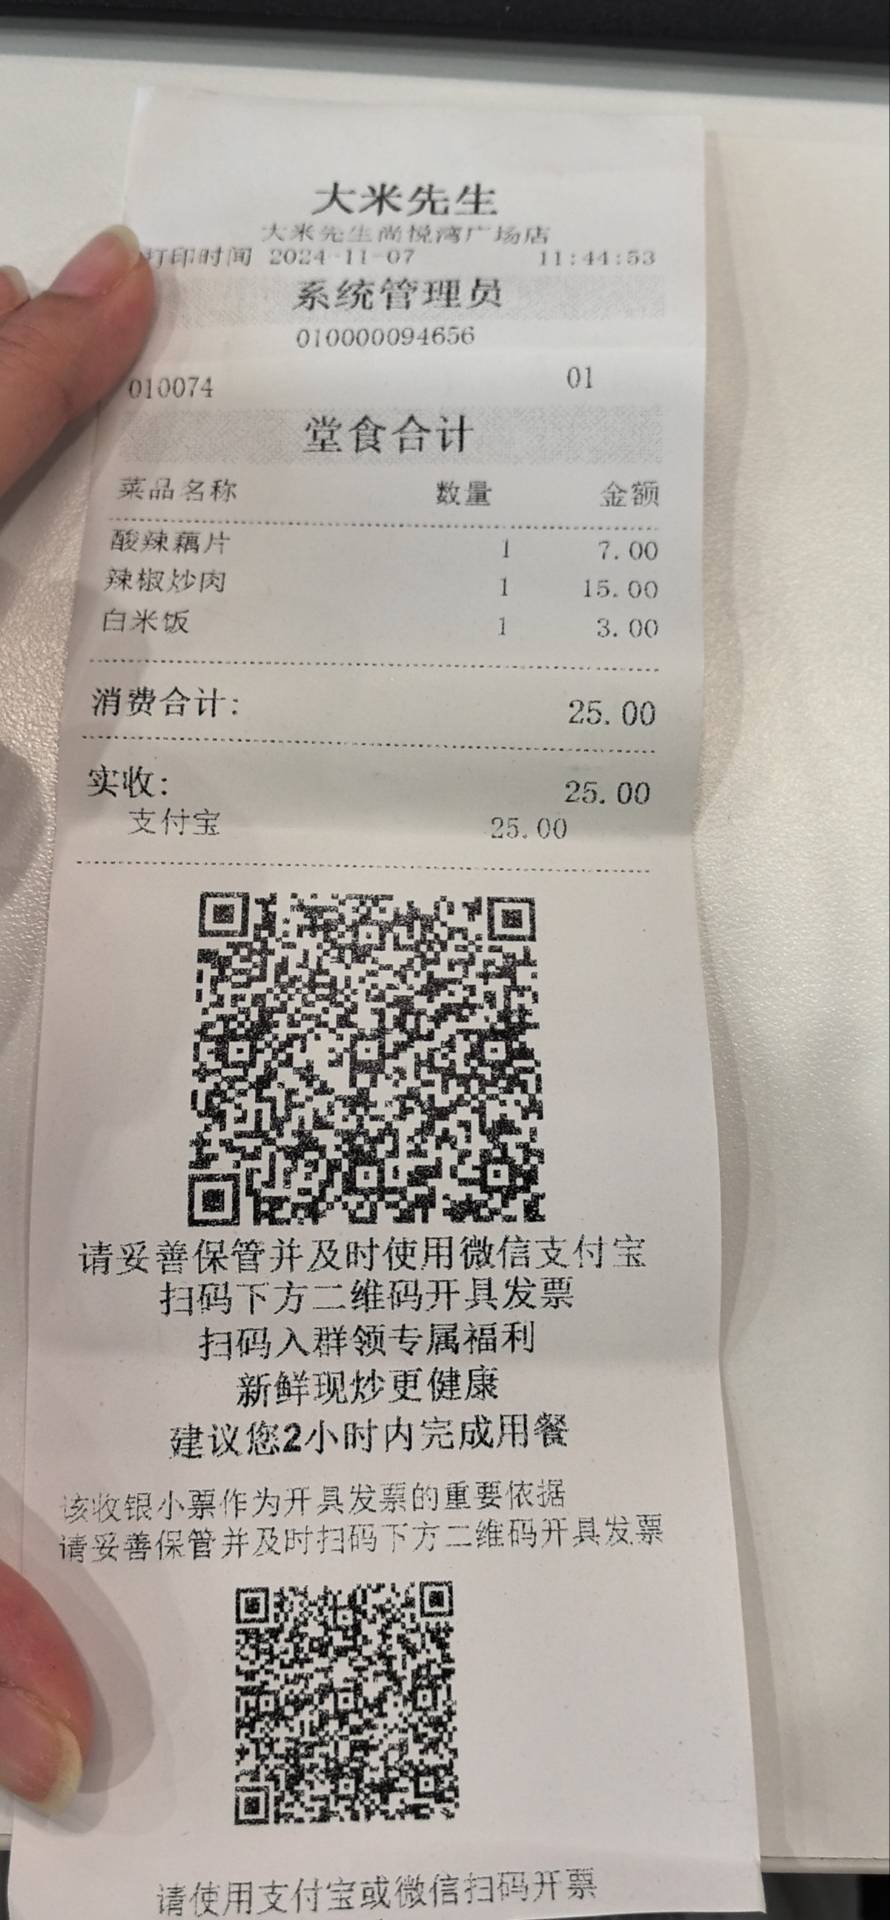 大米先生
大米先生尚悦湾广场店
打印时间 2024-11-07 11:44:53
系统管理员
010000094656
010074 01
堂食合计
菜品名称 数量 金额
酸辣藕片 1 7.00
辣椒炒肉 1 15.00
白米饭 1 3.00
消费合计: 25.00
实收: 25.00
支付宝 25.00
请妥善保管并及时使用微信支付宝
扫码下方二维码开具发票
扫码入群领专属福利
新鲜现炒更健康
建议您2小时内完成用餐
该收银小票作为开具发票的重要依据
请妥善保管并及时扫码下方二维码开具发票
请使用支付宝或微信扫码开票